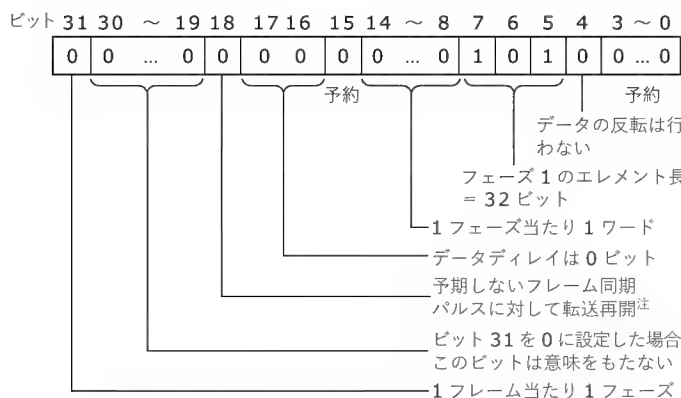 ビット 31 30 ～ 19 18 17 16 15 14 ～ 8 7 6 5 4 3 ～ 0
0 0 … 0 0 0 0 0 0 … 0 1 0 1 0 0 … 0
予約 予約
データの反転は行
わない
フェーズ 1 のエレメント長
= 32 ビット
1 フェーズ当たり 1 ワード
データディレイは 0 ビット
予期しないフレーム同期
パルスに対して転送再開注
ビット 31 を 0 に設定した場合
このビットは意味をもたない
1 フレーム当たり 1 フェーズ